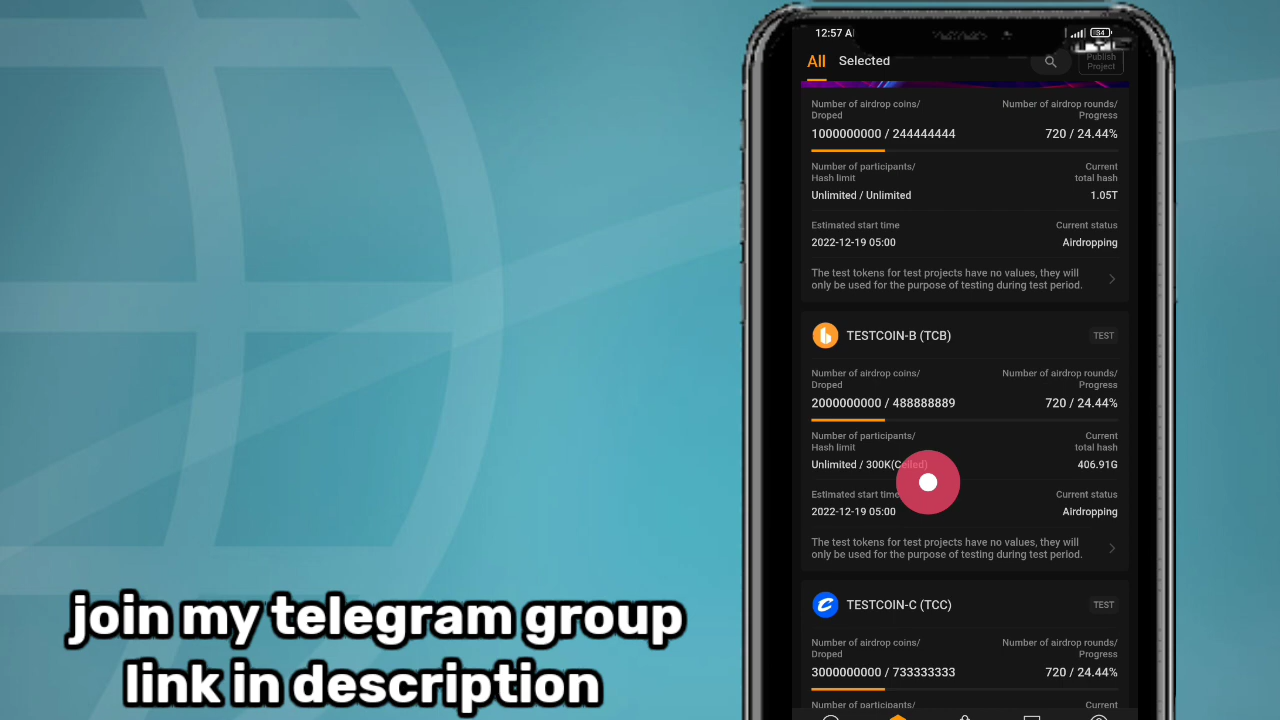 12:57 A
84
All
Selected
Publish
Project
Number of airdrop coins/
Droped
Number of airdrop rounds/
Progress
1000000000 / 244444444
720 / 24.44%
Number of participants/
Hash limit
Current
total hash
Unlimited / Unlimited
1.05T
Estimated start time
Current status
2022-12-19 05:00
Airdropping
The test tokens for test projects have no values, they will
only be used for the purpose of testing during test period.
TESTCOIN-B (TCB)
TEST
Number of airdrop coins/
Droped
Number of airdrop rounds/
Progress
2000000000 / 488888889
720 / 24.44%
Number of participants/
Hash limit
Current
total hash
Unlimited / 300K(Ceiled)
406.91G
Estimated start time
Current status
2022-12-19 05:00
Airdropping
The test tokens for test projects have no values, they will
only be used for the purpose of testing during test period.
TESTCOIN-C (TCC)
TEST
Number of airdrop coins/
Droped
Number of airdrop rounds/
Progress
3000000000 / 733333333
720 / 24.44%
Number of participants/
Current
join my telegram group
link in description